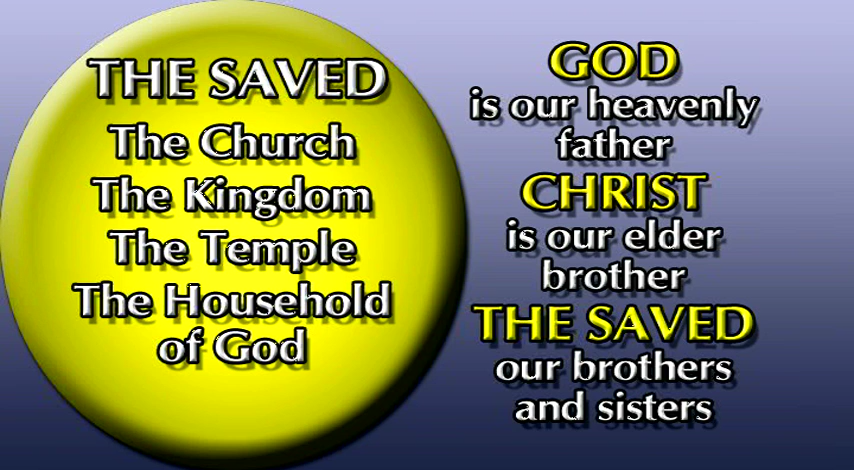 THE SAVED
The Church
The Kingdom
The Temple
The Household
of God
GOD
is our heavenly
father
CHRIST
is our elder
brother
THE SAVED
our brothers
and sisters